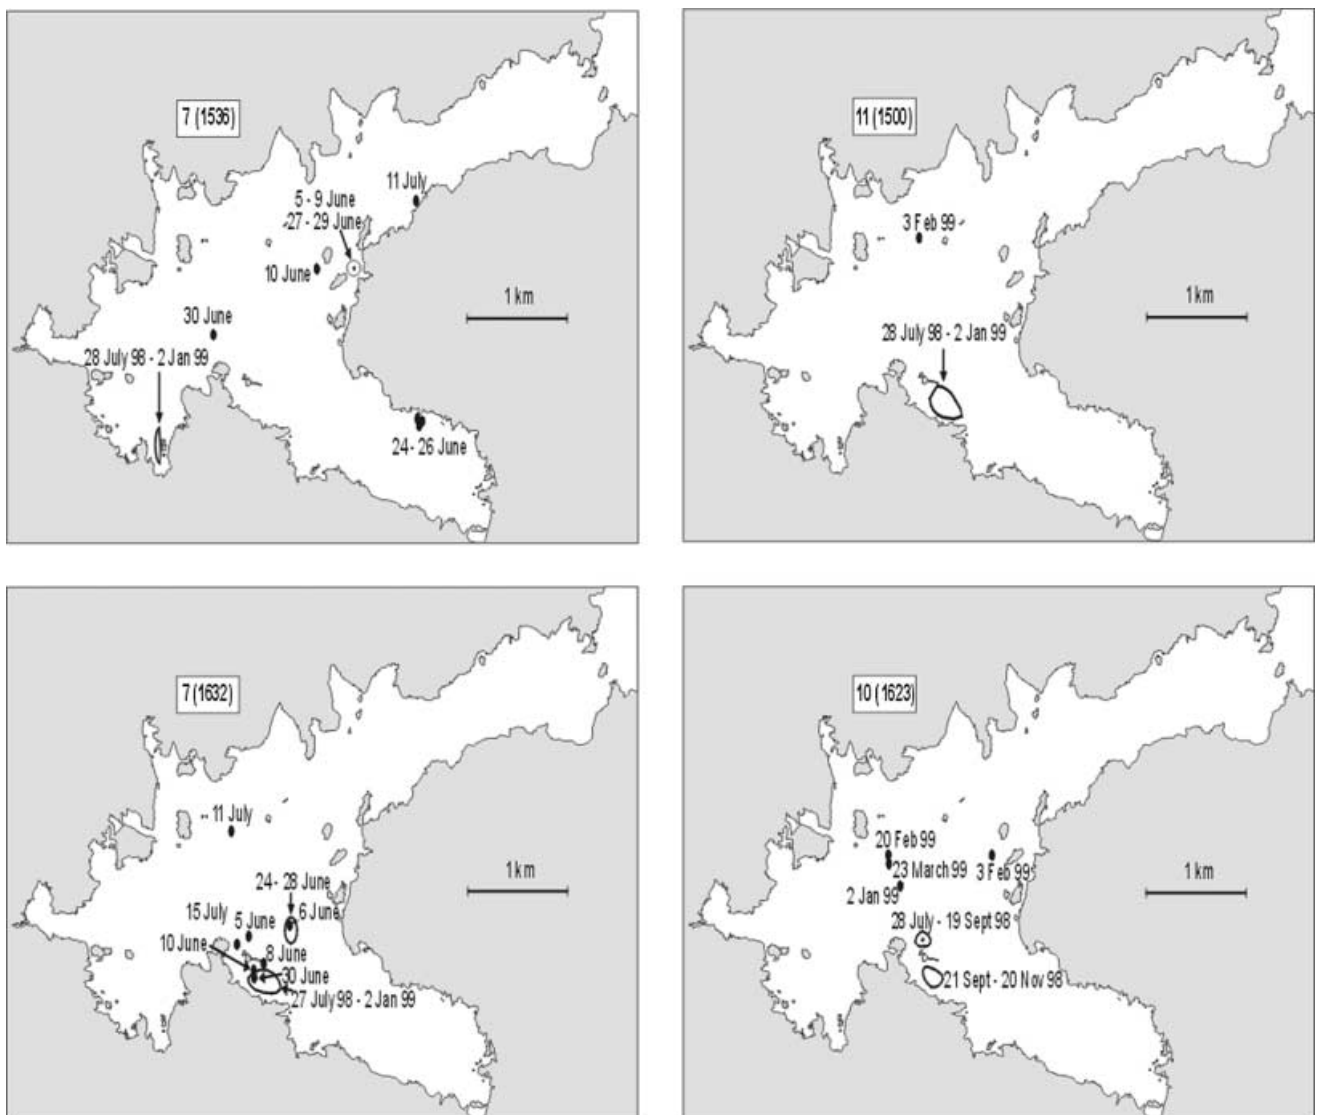 7 (1536)
11 July
5 - 9 June
27 - 29 June
10 June
1 km
30 June
28 July 98 - 2 Jan 99
24 - 26 June
11 (1500)
3 Feb 99
1 km
28 July 98 - 2 Jan 99
7 (1632)
11 July
24 - 28 June
1 km
15 July
5 June
6 June
10 June
8 June
30 June
27 July 98 - 2 Jan 99
10 (1623)
20 Feb 99
23 March 99
3 Feb 99
2 Jan 99
1 km
28 July - 19 Sept 98
21 Sept - 20 Nov 98